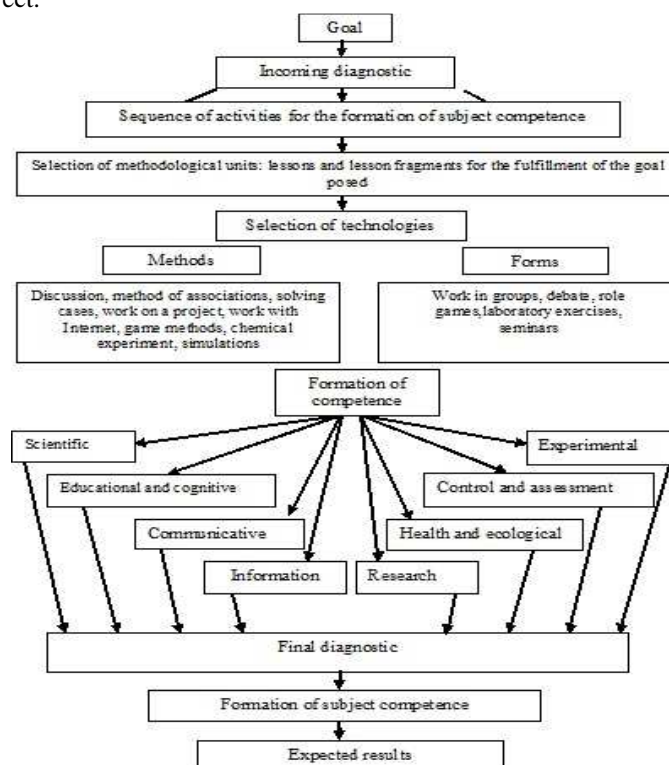 ect.
Goal
Incoming diagnostic
Sequence of activities for the formation of subject competence
Selection of methodological units: lessons and lesson fragments for the fulfillment of the goal
posed
Selection of technologies
Methods
Forms
Discussion, method of associations, solving
cases, work on a project, work with
Internet, game methods, chemical
experiment, simulations
Work in groups, debate, role
games,laboratory exercises,
seminars
Formation of
competence
Scientific
Experimental
Educational and cognitive
Control and assessment
Communicative
Health and ecological
Information
Research
Final diagnostic
Formation of subject competence
Expected results